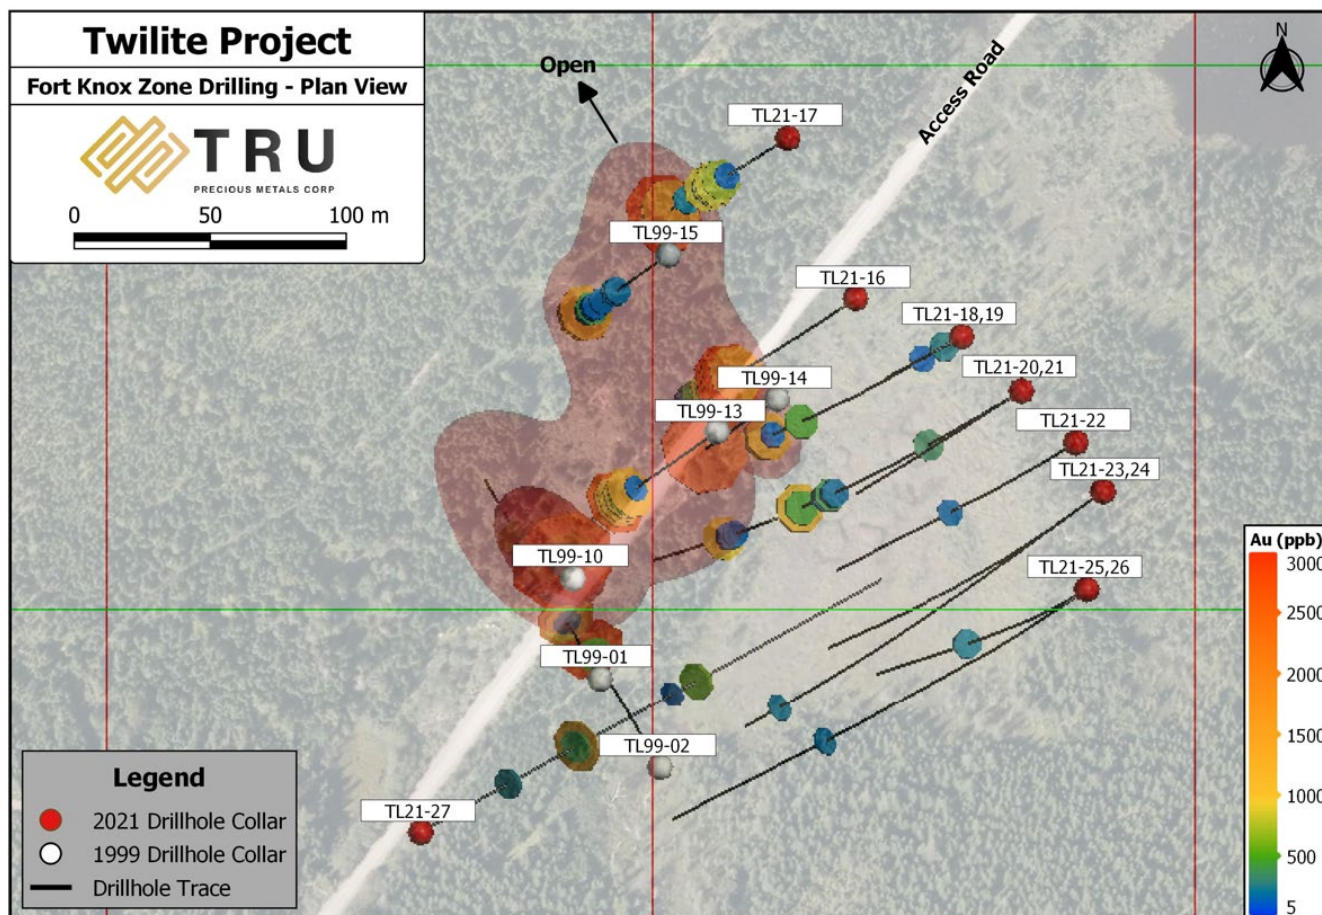 Twilite Project
Fort Knox Zone Drilling - Plan View
TRU
PRECIOUS METALS CORP
0 50 100 m
N
Open
Access Road
TL21-17
TL99-15
TL21-16
TL21-18,19
TL99-14
TL21-20,21
TL99-13
TL21-22
TL21-23,24
TL99-10
TL21-25,26
TL99-01
TL99-02
TL21-27
Legend
2021 Drillhole Collar
1999 Drillhole Collar
Drillhole Trace
Au (ppb)
3000
2500
2000
1500
1000
500
5